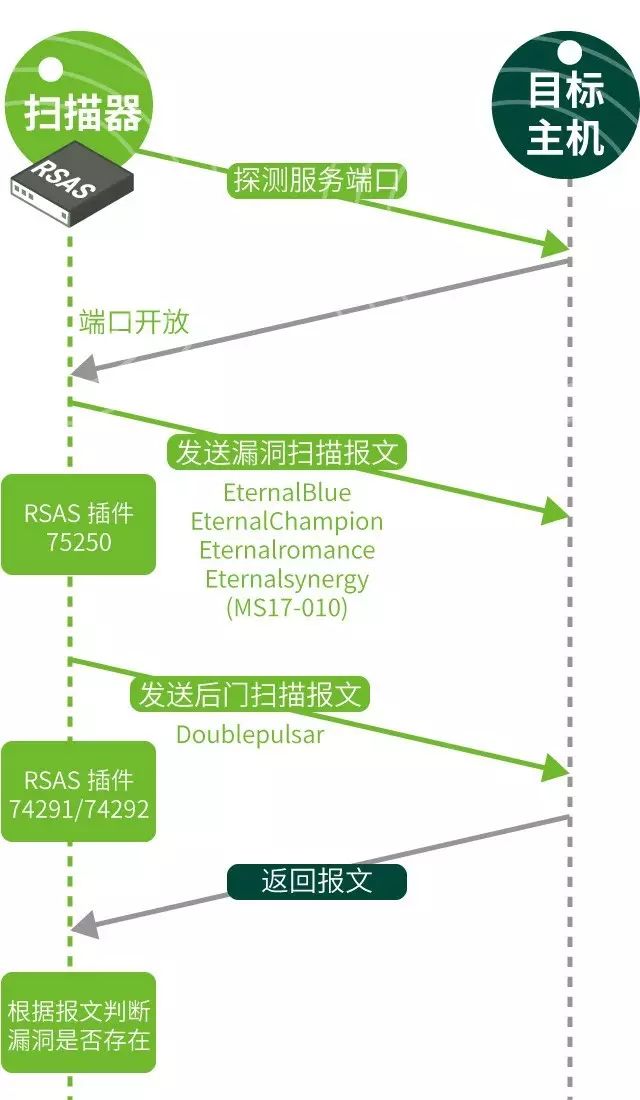 扫描器
目标
主机
RSAS
探测服务端口
端口开放
发送漏洞扫描报文
EternalBlue
EternalChampion
Eternalromance
Eternalsynergy
(MS17-010)
RSAS 插件
75250
发送后门扫描报文
Doublepulsar
RSAS 插件
74291/74292
返回报文
根据报文判断
漏洞是否存在